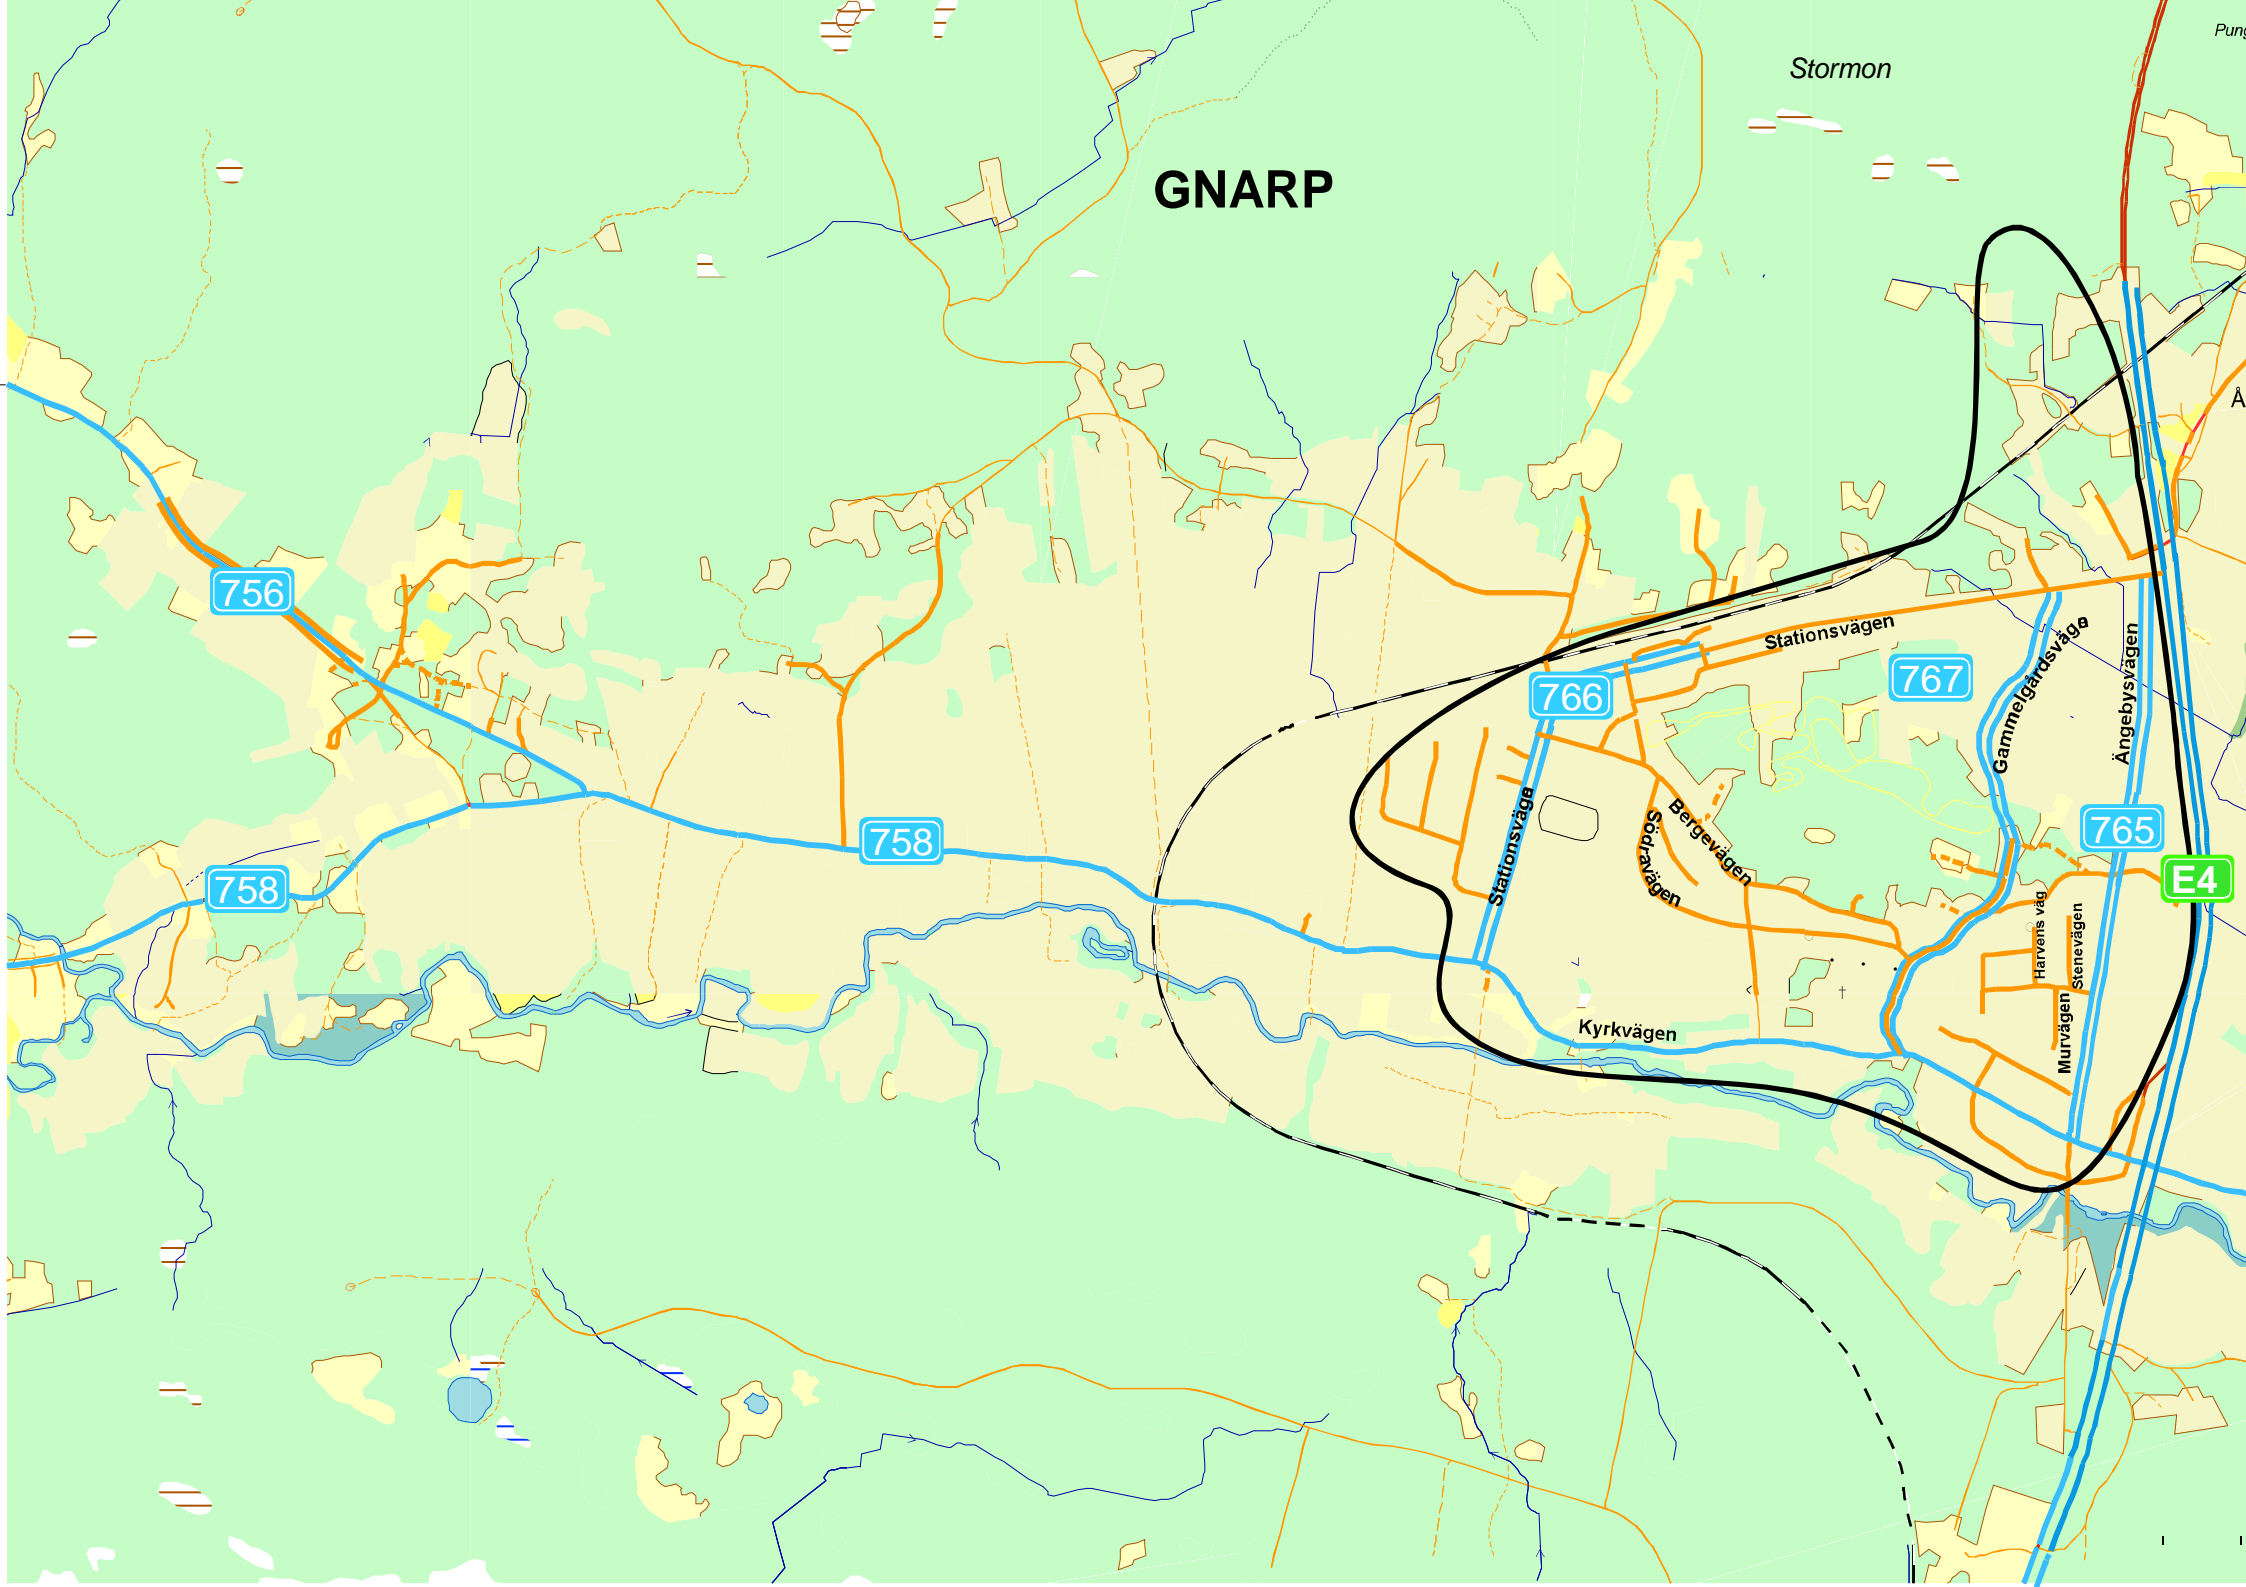 Stormon
GNARP
756
Stationsvägen
766
767
Gammelgårdsväge
Ängebysvägen
Stationsväge
Södravägen
Bergevägen
758
758
765
E4
Harvens väg
Stenevägen
Murvägen
Kyrkvägen